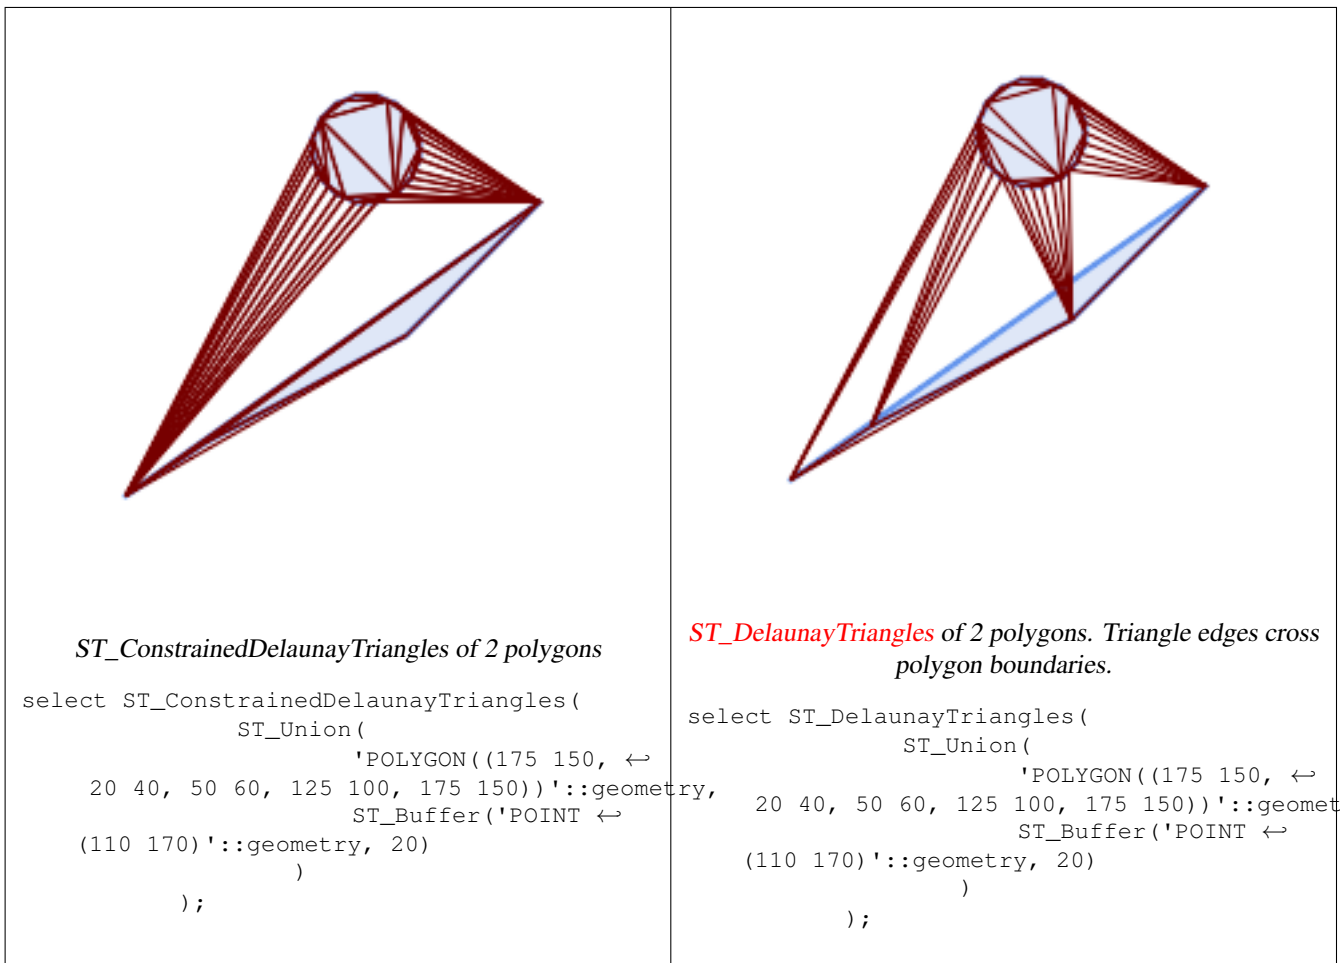 ST_ConstrainedDelaunayTriangles of 2 polygons
select ST_ConstrainedDelaunayTriangles(
ST_Union(
'POLYGON((175 150, ↩
20 40, 50 60, 125 100, 175 150))'::geometry,
ST_Buffer('POINT ↩
(110 170)'::geometry, 20)
)
);
ST_DelaunayTriangles of 2 polygons. Triangle edges cross
polygon boundaries.
select ST_DelaunayTriangles(
ST_Union(
'POLYGON((175 150, ↩
20 40, 50 60, 125 100, 175 150))'::geomet
ST_Buffer('POINT ↩
(110 170)'::geometry, 20)
)
);